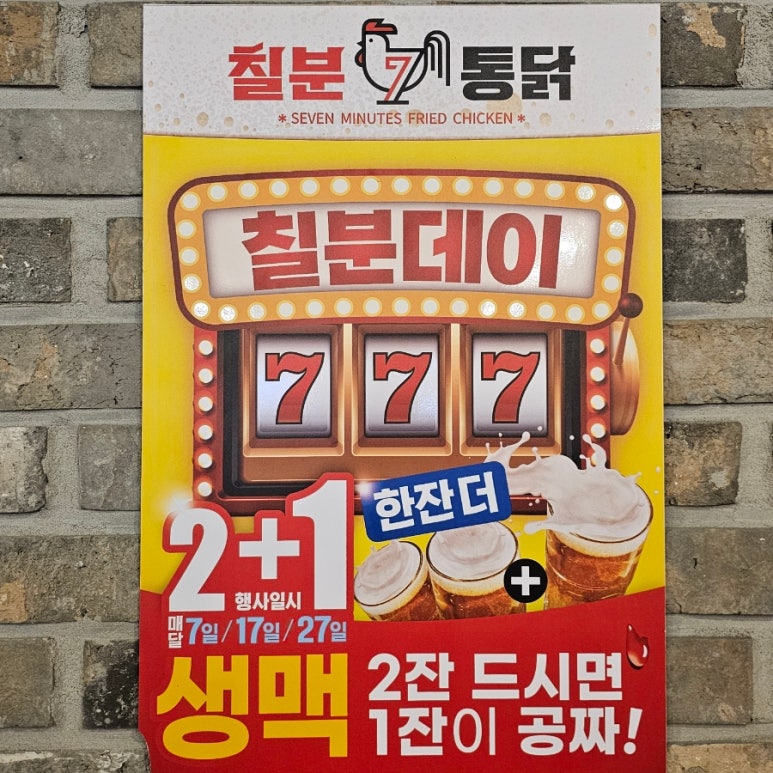 칠분 7 통닭
* SEVEN MINUTES FRIED CHICKEN *
칠분데이
7 7 7
한잔 더
2+1
+
행사일시
매달 7일/17일/27일
생맥
2잔 드시면
1잔이 공짜!